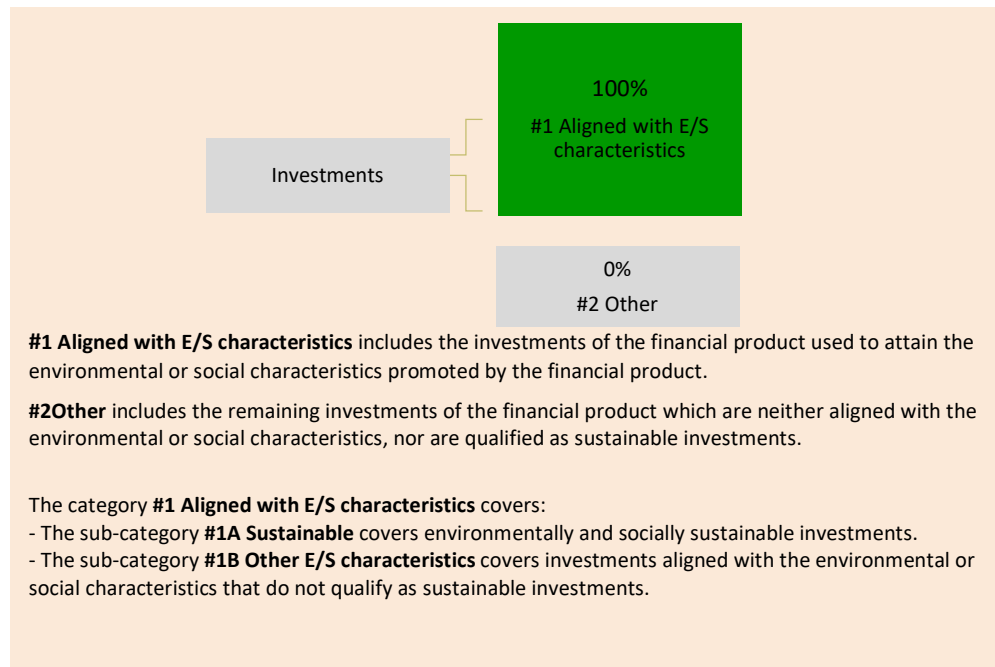 100%
#1 Aligned with E/S
characteristics
Investments
0%
#2 Other
#1 Aligned with E/S characteristics includes the investments of the financial product used to attain the
environmental or social characteristics promoted by the financial product.
#2Other includes the remaining investments of the financial product which are neither aligned with the
environmental or social characteristics, nor are qualified as sustainable investments.
The category #1 Aligned with E/S characteristics covers:
- The sub-category #1A Sustainable covers environmentally and socially sustainable investments.
- The sub-category #1B Other E/S characteristics covers investments aligned with the environmental or
social characteristics that do not qualify as sustainable investments.